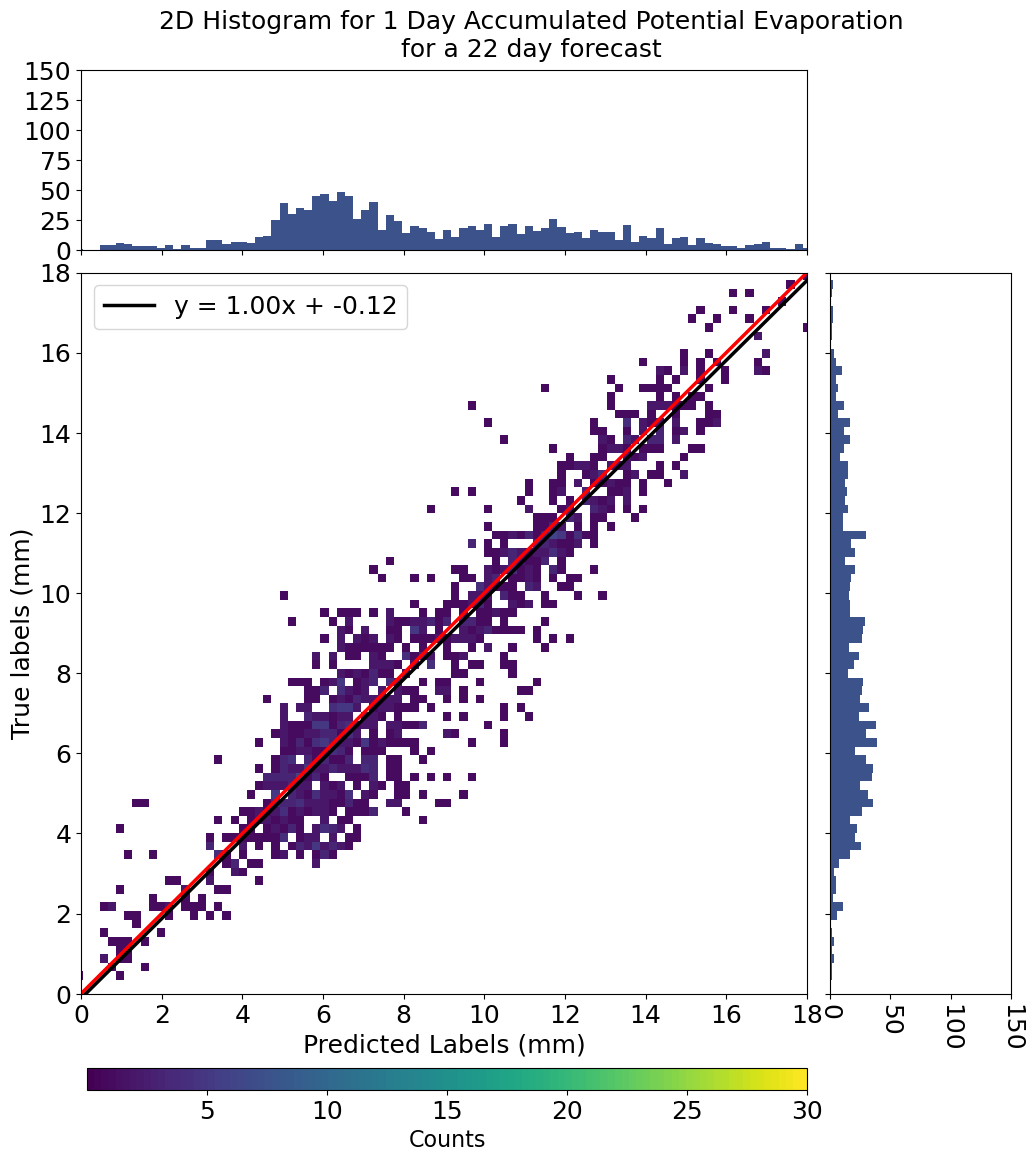 2D Histogram for 1 Day Accumulated Potential Evaporation
for a 22 day forecast
150
125
100
75
50
25
0
18
16
14
12
10
8
6
4
2
0
True labels (mm)
y = 1.00x + -0.12
0 2 4 6 8 10 12 14 16 18
Predicted Labels (mm)
0 50 100 150
5 10 15 20 25 30
Counts